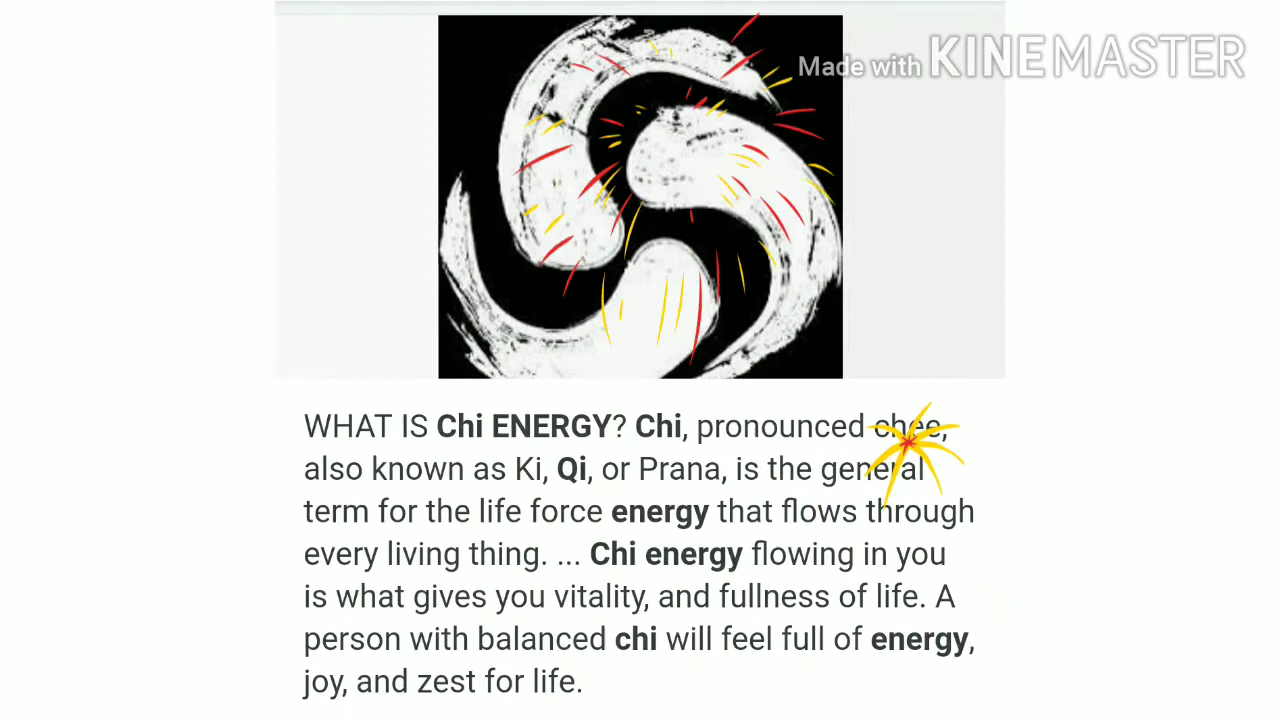 Made with KINEMASTER
WHAT IS Chi ENERGY? Chi, pronounced chee,
also known as Ki, Qi, or Prana, is the general
term for the life force energy that flows through
every living thing. ... Chi energy flowing in you
is what gives you vitality, and fullness of life. A
person with balanced chi will feel full of energy,
joy, and zest for life.